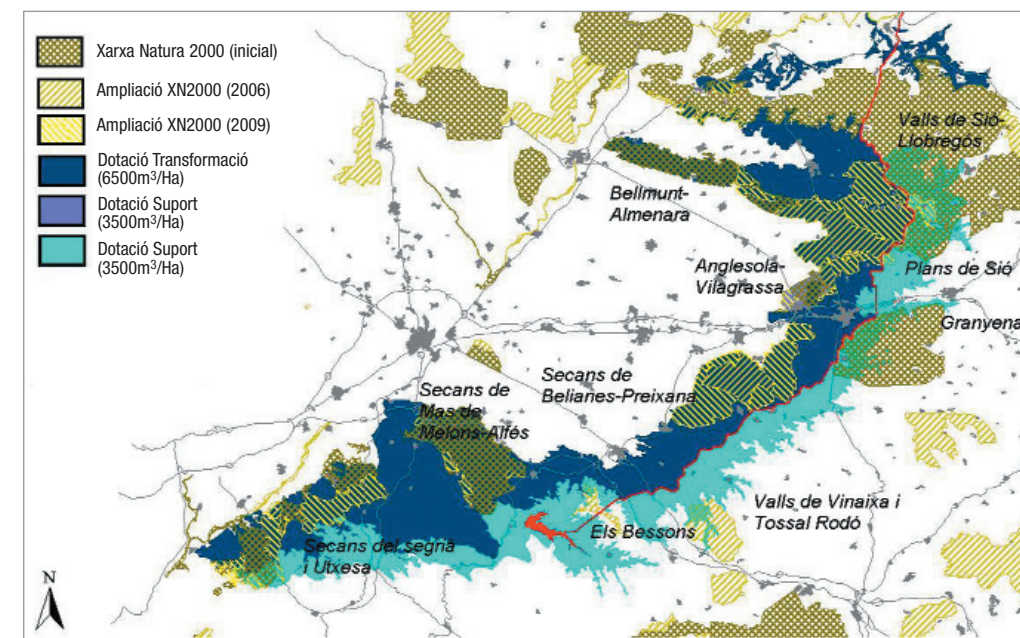 Xarxa Natura 2000 (inicial)
Ampliació XN2000 (2006)
Ampliació XN2000 (2009)
Dotació Transformació
(6500m³/Ha)
Dotació Suport
(3500m³/Ha)
Dotació Suport
(3500m³/Ha)
Valls de Sió-
Llobregós
Bellmunt-
Almenara
Anglesola-
Vilagrassa
Plans de Sió
Granyena
Secans de
Belianes-Preixana
Secans de
Mas de
Melons-Alfés
Valls de Vinaixa i
Tossal Rodó
Els Bessons
Secans del segrià
i Utxesa
N